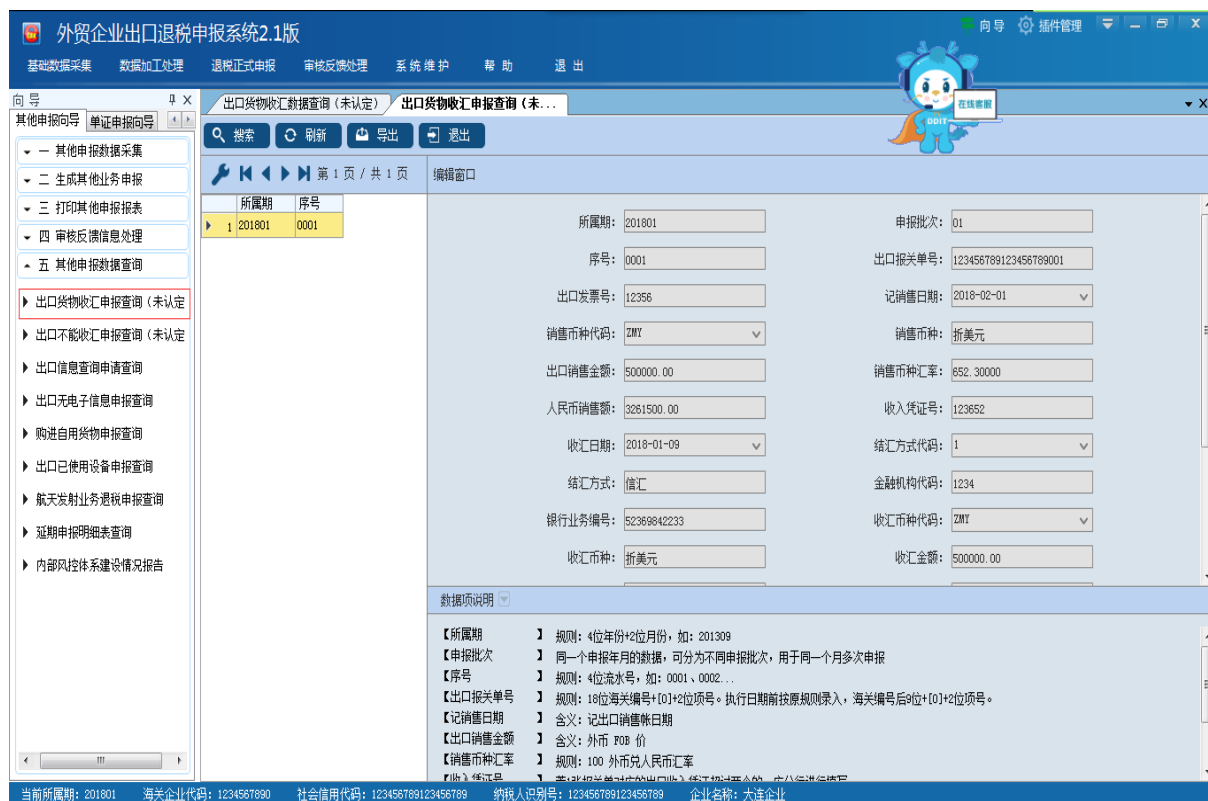 外贸企业出口退税申报系统2.1版
向导 插件管理
基础数据采集 数据加工处理 退税正式申报 审核反馈处理 系统维护 帮助 退出
在线客服
DDIT
向导
其他申报向导 单证申报向导
出口货物收汇数据查询(未认定) 出口货物收汇申报查询(未...
搜索 刷新 导出 退出
一 其他申报数据采集
二 生成其他业务申报
三 打印其他申报报表
四 审核反馈信息处理
五 其他申报数据查询
出口货物收汇申报查询(未认定
出口不能收汇申报查询(未认定
出口信息查询申请查询
出口无电子信息申报查询
购进自用货物申报查询
出口已使用设备申报查询
航天发射业务退税申报查询
延期申报明细表查询
内部风控体系建设情况报告
第 1 页 / 共 1 页
所属期 序号
1 201801 0001
编辑窗口
所属期: 201801 申报批次: 01
序号: 0001 出口报关单号: 123456789123456789001
出口发票号: 12356 记销售日期: 2018-02-01
销售币种代码: ZMY 销售币种: 折美元
出口销售金额: 500000.00 销售币种汇率: 652.30000
人民币销售额: 3261500.00 收入凭证号: 123652
收汇日期: 2018-01-09 结汇方式代码: 1
结汇方式: 信汇 金融机构代码: 1234
银行业务编号: 52369842233 收汇币种代码: ZMY
收汇币种: 折美元 收汇金额: 500000.00
数据项说明
【所属期 】 规则: 4位年份+2位月份, 如: 201309
【申报批次 】 同一个申报年月的数据, 可分为不同申报批次, 用于同一个月多次申报
【序号 】 规则: 4位流水号, 如: 0001、0002...
【出口报关单号 】 规则: 18位海关编号+[0]+2位项号。执行日期前按原规则录入, 海关编号后9位+[0]+2位项号。
【记销售日期 】 含义: 记出口销售帐日期
【出口销售金额 】 含义: 外币 FOB 价
【销售币种汇率 】 规则: 100 外币兑人民币汇率
当前所属期: 201801 海关企业代码: 1234567890 社会信用代码: 123456789123456789 纳税人识别号: 123456789123456789 企业名称: 大连企业